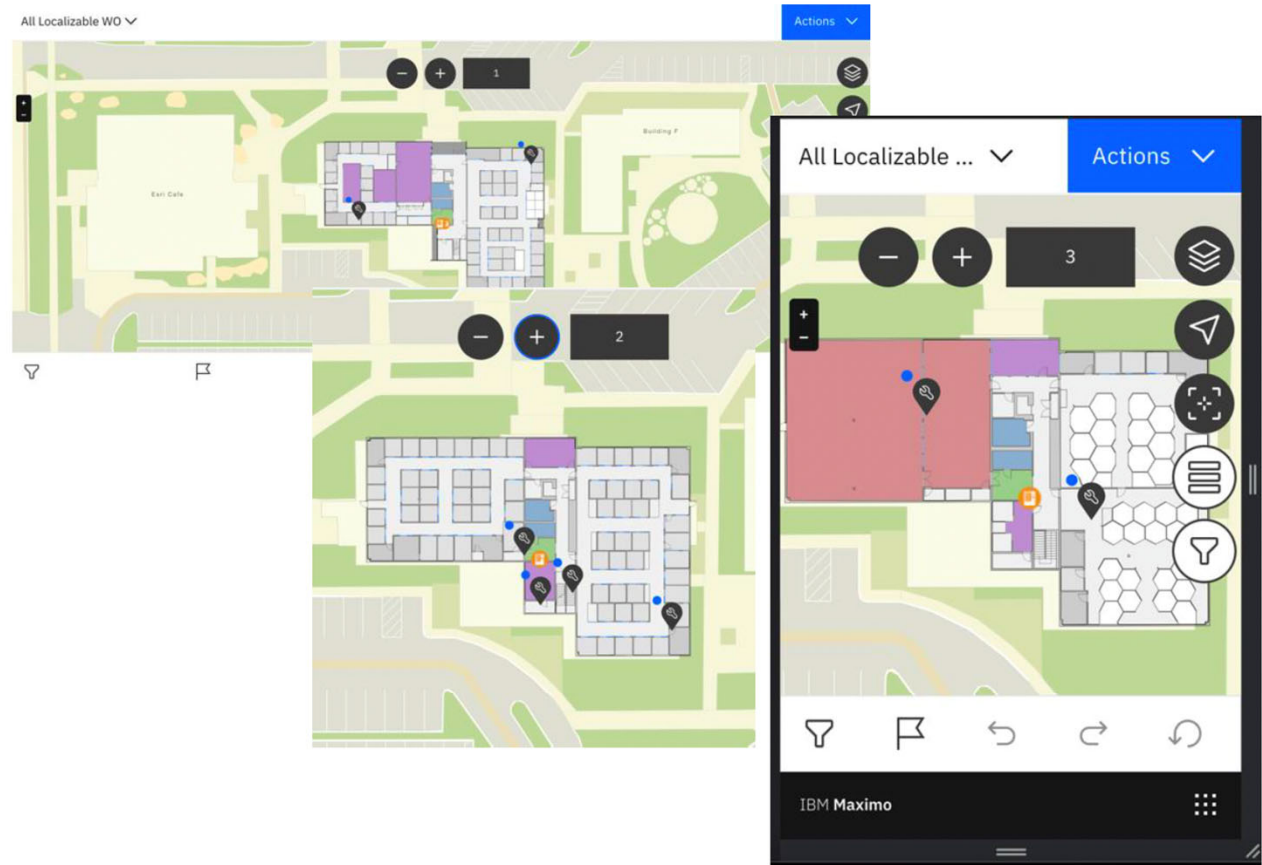 All Localizable WO
Actions
1
+
-
Building F
Esri Cafe
2
All Localizable ...
Actions
3
+
-
IBM Maximo